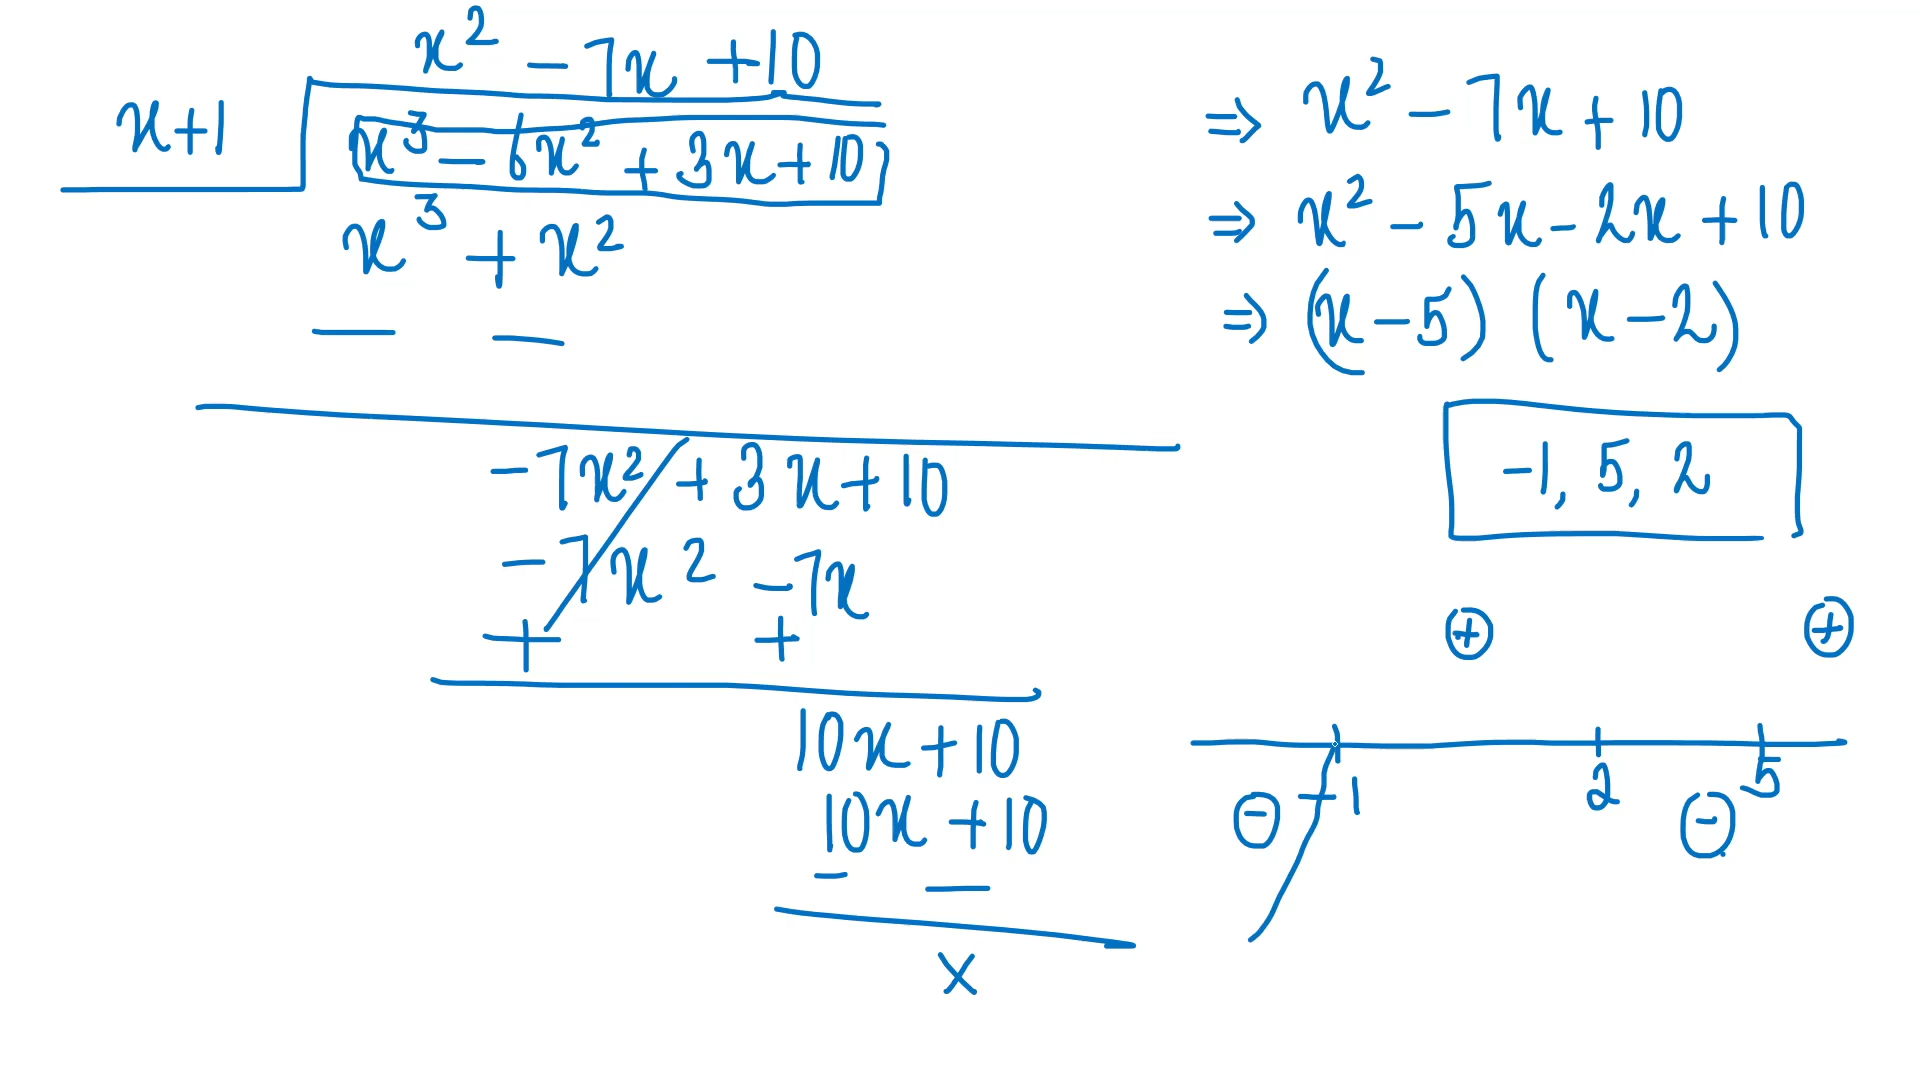 x² - 7x + 10
x+1
x³ - 6x² + 3x + 10
x³ + x²
- -
-7x² + 3x + 10
-7x² - 7x
+ +
10x + 10
10x + 10
- -
x
⇒ x² - 7x + 10
⇒ x² - 5x - 2x + 10
⇒ (x - 5) (x - 2)
-1, 5, 2
+ +
-1 2 5
- -